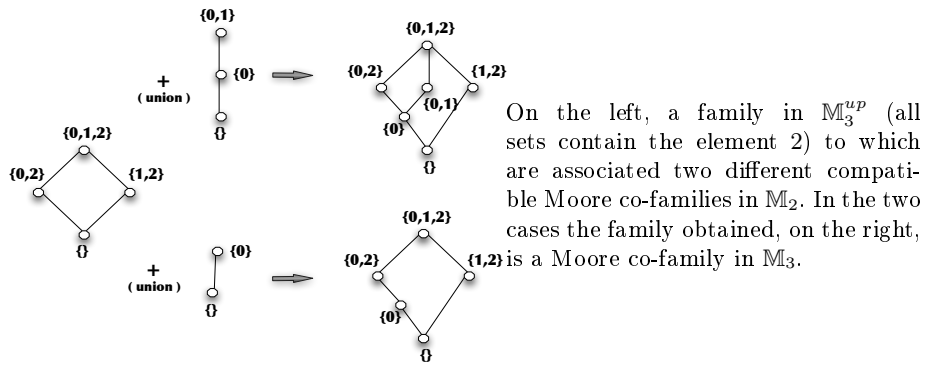 {0,1}
{0}
{}
+
( union )
{0,1,2}
{0,2}
{1,2}
{0,1}
{0}
{}
{0,1,2}
{0,2}
{1,2}
{}
{0}
{}
+
( union )
{0,1,2}
{0,2}
{1,2}
{0}
{}
On the left, a family in 𝕄₃ᵘᵖ (all
sets contain the element 2) to which
are associated two different compati-
ble Moore co-families in 𝕄₂. In the two
cases the family obtained, on the right,
is a Moore co-family in 𝕄₃.